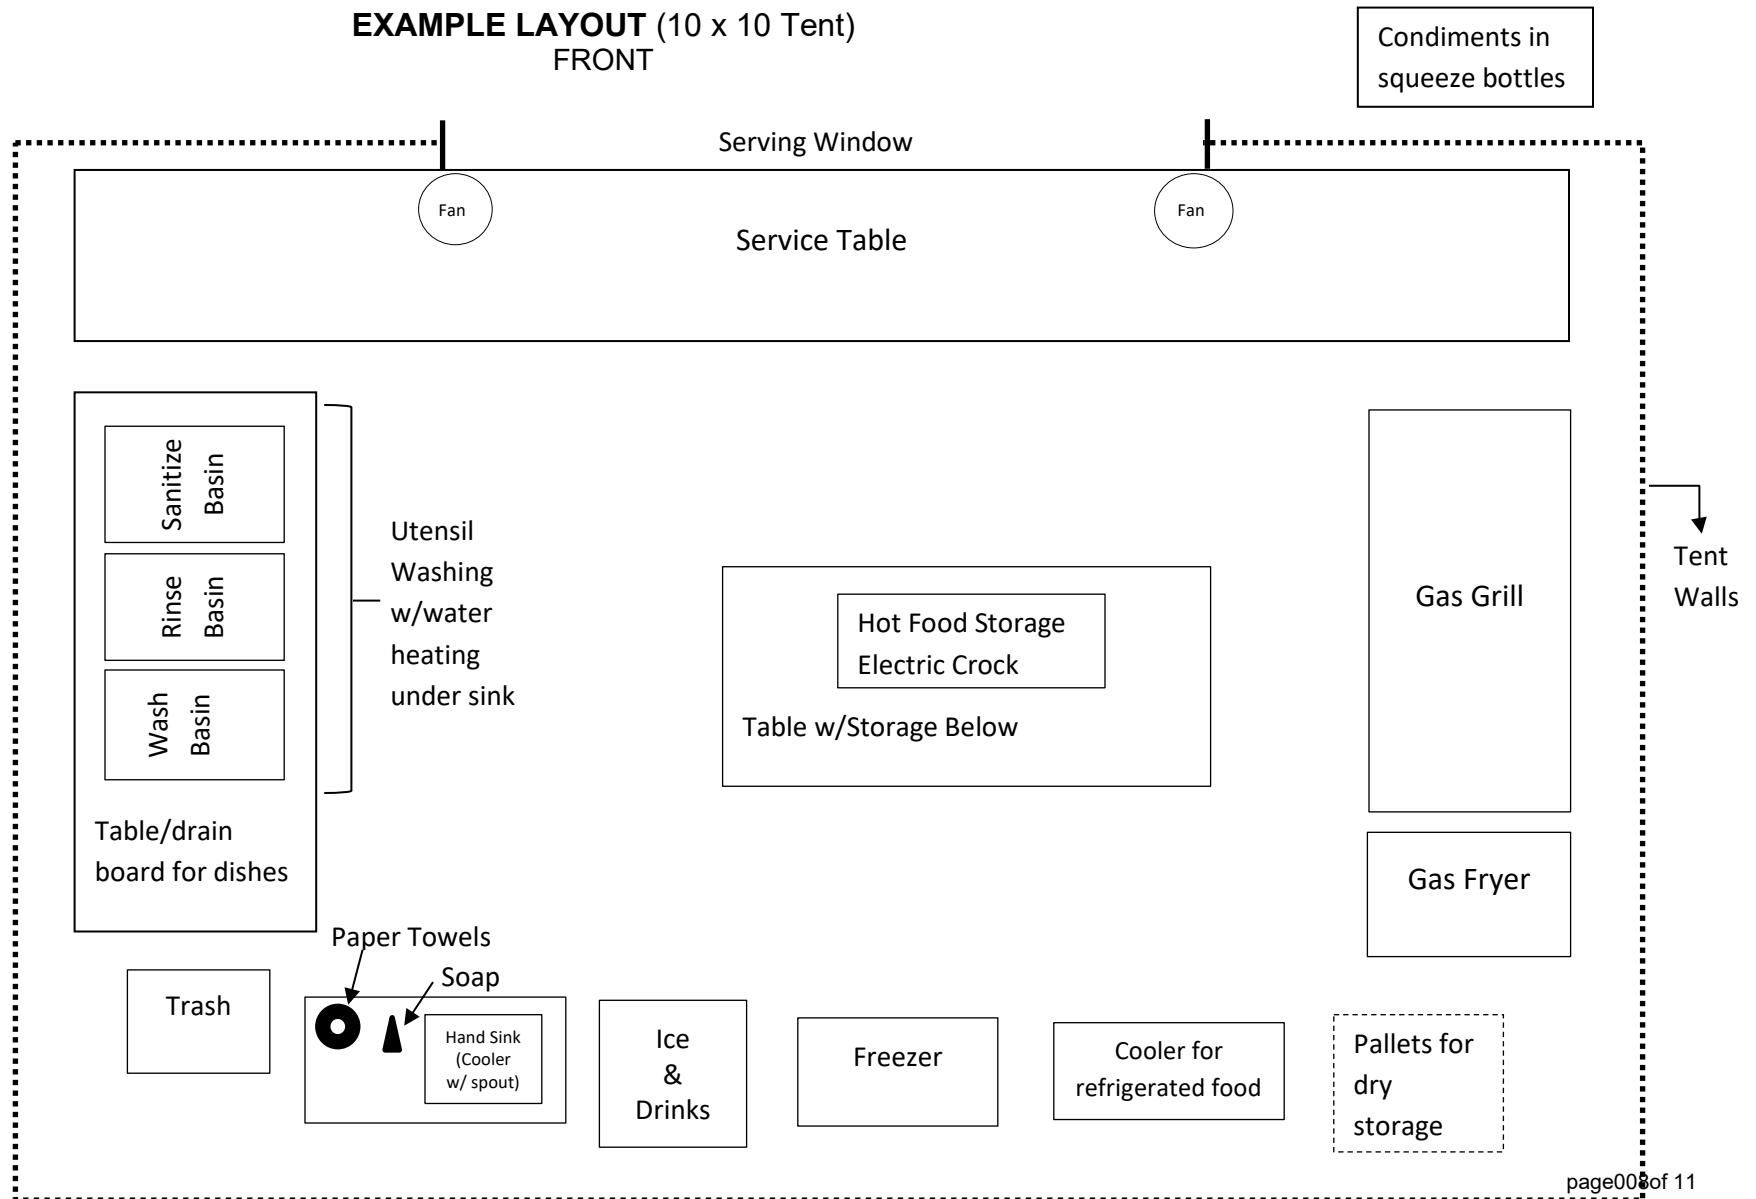 EXAMPLE LAYOUT (10 x 10 Tent)
FRONT
Condiments in
squeeze bottles
Serving Window
Fan
Fan
Service Table
Sanitize
Basin
Rinse
Basin
Wash
Basin
Table/drain
board for dishes
Utensil
Washing
w/water
heating
under sink
Hot Food Storage
Electric Crock
Table w/Storage Below
Gas Grill
Tent
Walls
Gas Fryer
Paper Towels
Soap
Trash
Hand Sink
(Cooler
w/ spout)
Ice
&
Drinks
Freezer
Cooler for
refrigerated food
Pallets for
dry
storage
page008of 11